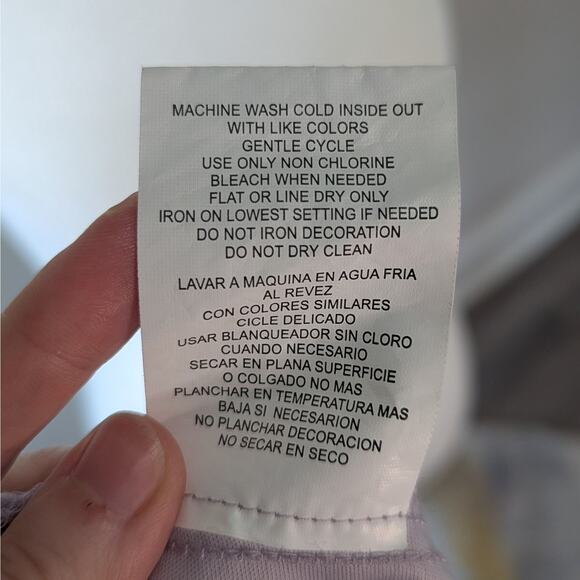 MACHINE WASH COLD INSIDE OUT
WITH LIKE COLORS
GENTLE CYCLE
USE ONLY NON CHLORINE
BLEACH WHEN NEEDED
FLAT OR LINE DRY ONLY
IRON ON LOWEST SETTING IF NEEDED
DO NOT IRON DECORATION
DO NOT DRY CLEAN
LAVAR A MAQUINA EN AGUA FRIA
AL REVEZ
CON COLORES SIMILARES
CICLE DELICADO
USAR BLANQUEADOR SIN CLORO
CUANDO NECESARIO
SECAR EN PLANA SUPERFICIE
O COLGADO NO MAS
PLANCHAR EN TEMPERATURA MAS
BAJA SI NECESARION
NO PLANCHAR DECORACION
NO SECAR EN SECO